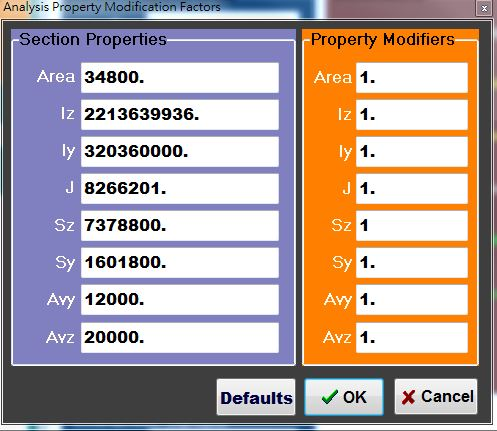 Analysis Property Modification Factors
Section Properties
Area 34800.
Iz 2213639936.
Iy 320360000.
J 8266201.
Sz 7378800.
Sy 1601800.
Avy 12000.
Avz 20000.
Property Modifiers
Area 1.
Iz 1.
Iy 1.
J 1.
Sz 1
Sy 1.
Avy 1.
Avz 1.
Defaults OK Cancel